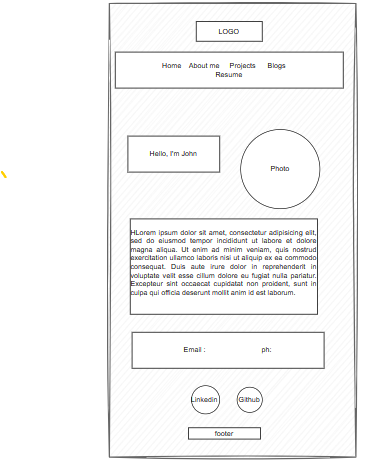 LOGO
Home About me Projects Blogs
Resume
Hello, I'm John
Photo
HLorem ipsum dolor sit amet, consectetur adipisicing elit,
sed do eiusmod tempor incididunt ut labore et dolore
magna aliqua. Ut enim ad minim veniam, quis nostrud
exercitation ullamco laboris nisi ut aliquip ex ea commodo
consequat. Duis aute irure dolor in reprehenderit in
voluptate velit esse cillum dolore eu fugiat nulla pariatur.
Excepteur sint occaecat cupidatat non proident, sunt in
culpa qui officia deserunt mollit anim id est laborum.
Email : ph:
Linkedin Github
footer